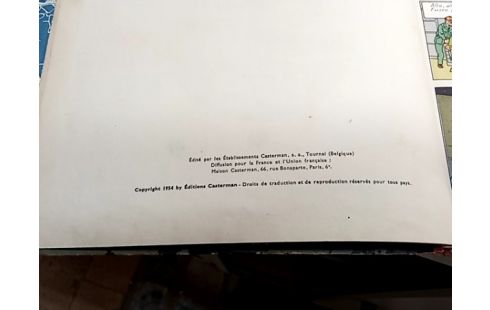 Édité par les Établissements Casterman, s. a., Tournai (Belgique)
Diffusion pour la France et l'Union française :
Maison Casterman, 66, rue Bonaparte, Paris, 6e.
Copyright 1954 by Éditions Casterman - Droits de traduction et de reproduction réservés pour tous pays.